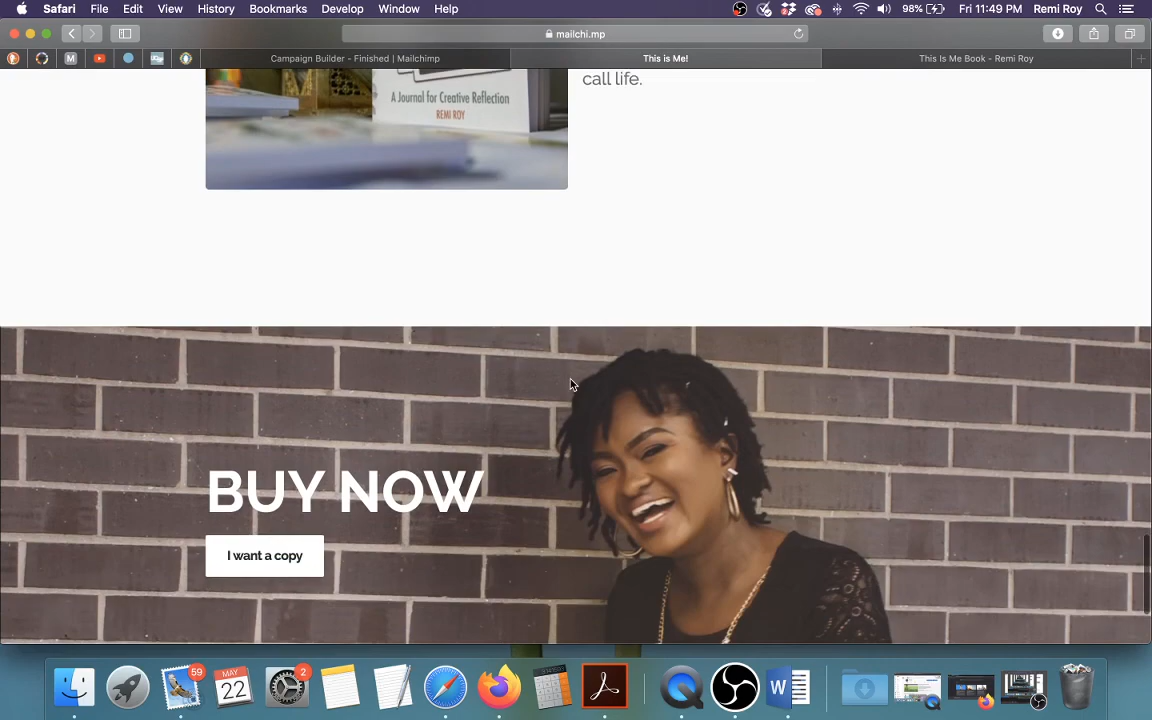 Safari File Edit View History Bookmarks Develop Window Help 98% Fri 11:49 PM Remi Roy
mailchi.mp
M Campaign Builder - Finished | Mailchimp This is Me! This Is Me Book - Remi Roy
call life.
A Journal for Creative Reflection
REMI ROY
BUY NOW
I want a copy
59
MAY
22
2
W